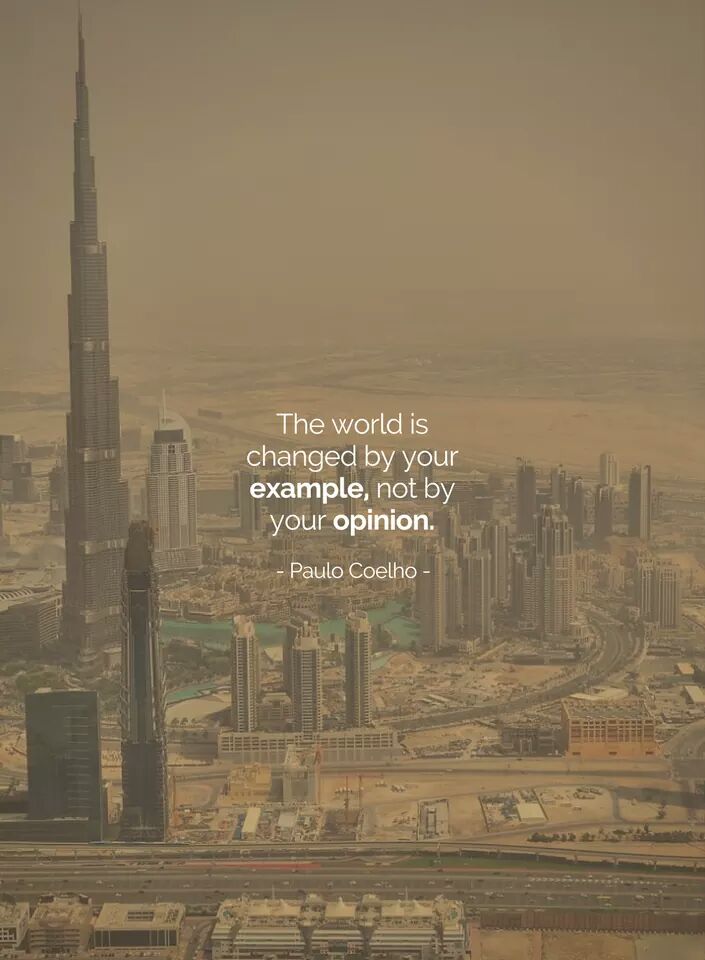 The world is
changed by your
example, not by
your opinion.
- Paulo Coelho -